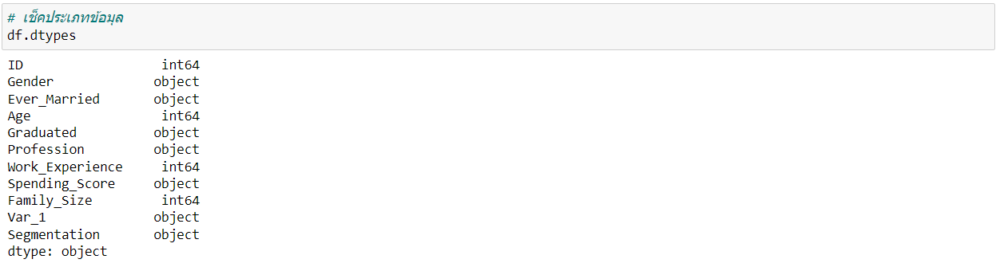 # เช็คประเภทข้อมุล
df.dtypes
ID int64
Gender object
Ever_Married object
Age int64
Graduated object
Profession object
Work_Experience int64
Spending_Score object
Family_Size int64
Var_1 object
Segmentation object
dtype: object